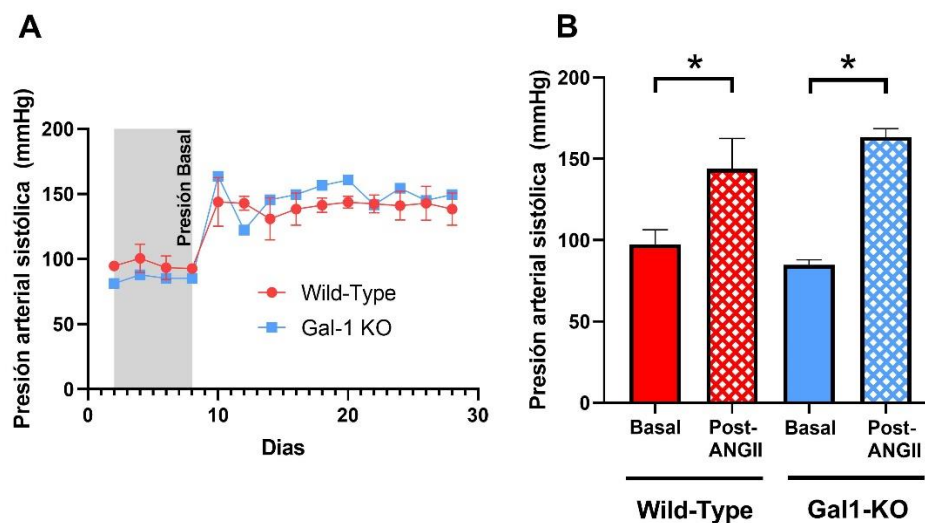 A
Presión arterial sistólica (mmHg)
200
150
100
50
0
Presión Basal
Wild-Type
Gal-1 KO
0
10
20
30
Dias
B
Presión arterial sistólica (mmHg)
200
150
100
50
0
*
*
Basal
Post-
ANGII
Basal
Post-
ANGII
Wild-Type
Gal1-KO